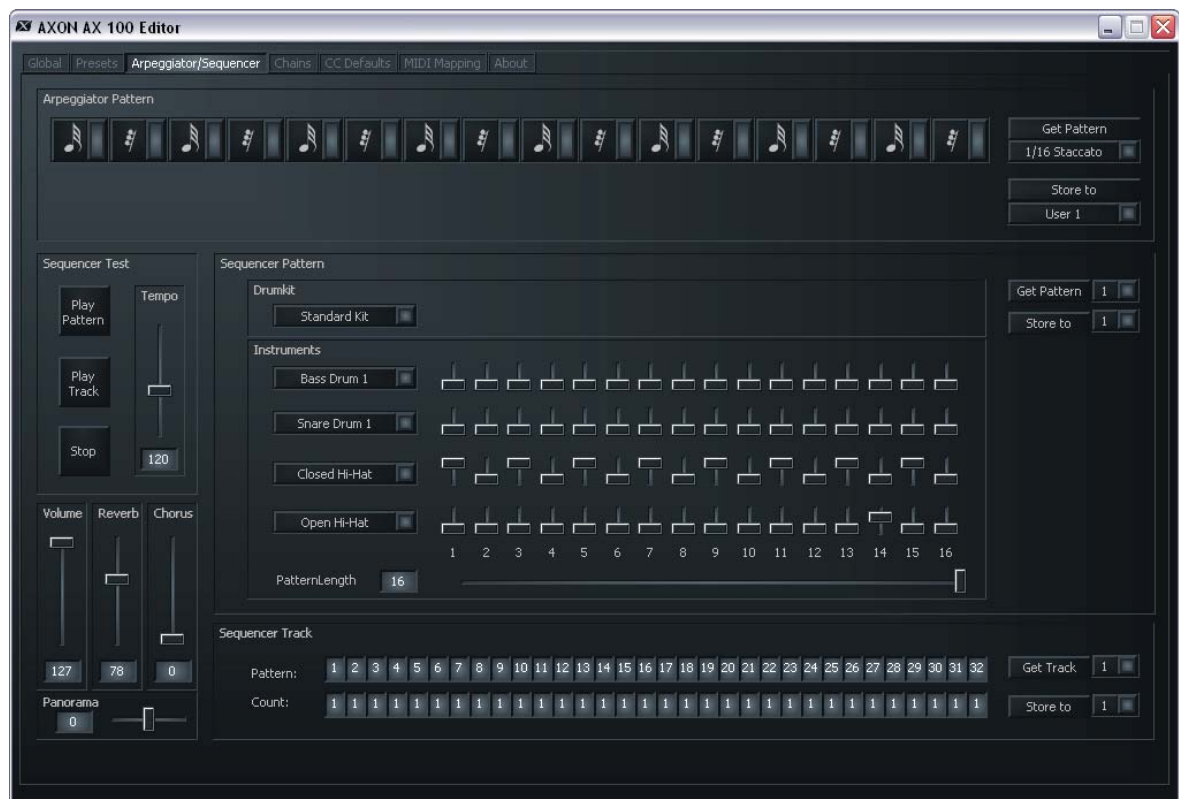 AXON AX 100 Editor
Global Presets Arpeggiator/Sequencer Chains CC Defaults MIDI Mapping About
Arpeggiator Pattern
Get Pattern
1/16 Staccato
Store to
User 1
Sequencer Test
Play
Pattern
Tempo
Play
Track
Stop
120
Sequencer Pattern
Drumkit
Standard Kit
Get Pattern 1
Store to 1
Instruments
Bass Drum 1
Snare Drum 1
Closed Hi-Hat
Open Hi-Hat
1 2 3 4 5 6 7 8 9 10 11 12 13 14 15 16
PatternLength 16
Volume Reverb Chorus
127 78 0
Panorama
0
Sequencer Track
Pattern: 1 2 3 4 5 6 7 8 9 10 11 12 13 14 15 16 17 18 19 20 21 22 23 24 25 26 27 28 29 30 31 32
Get Track 1
Count: 1 1 1 1 1 1 1 1 1 1 1 1 1 1 1 1 1 1 1 1 1 1 1 1 1 1 1 1 1 1 1 1
Store to 1